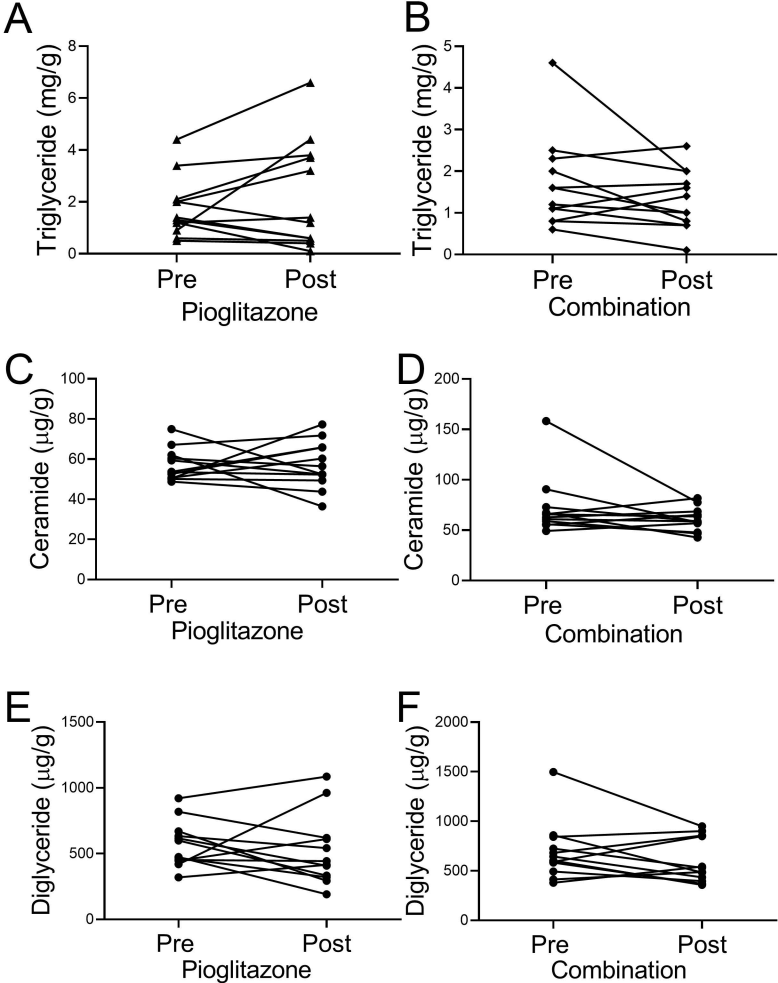 A
Triglyceride (mg/g)
8
6
4
2
0
Pre
Post
Pioglitazone
B
Triglyceride (mg/g)
5
4
3
2
1
0
Pre
Post
Combination
C
Ceramide (μg/g)
100
80
60
40
20
0
Pre
Post
Pioglitazone
D
Ceramide (μg/g)
200
150
100
50
0
Pre
Post
Combination
E
Diglyceride (μg/g)
1500
1000
500
0
Pre
Post
Pioglitazone
F
Diglyceride (μg/g)
2000
1500
1000
500
0
Pre
Post
Combination